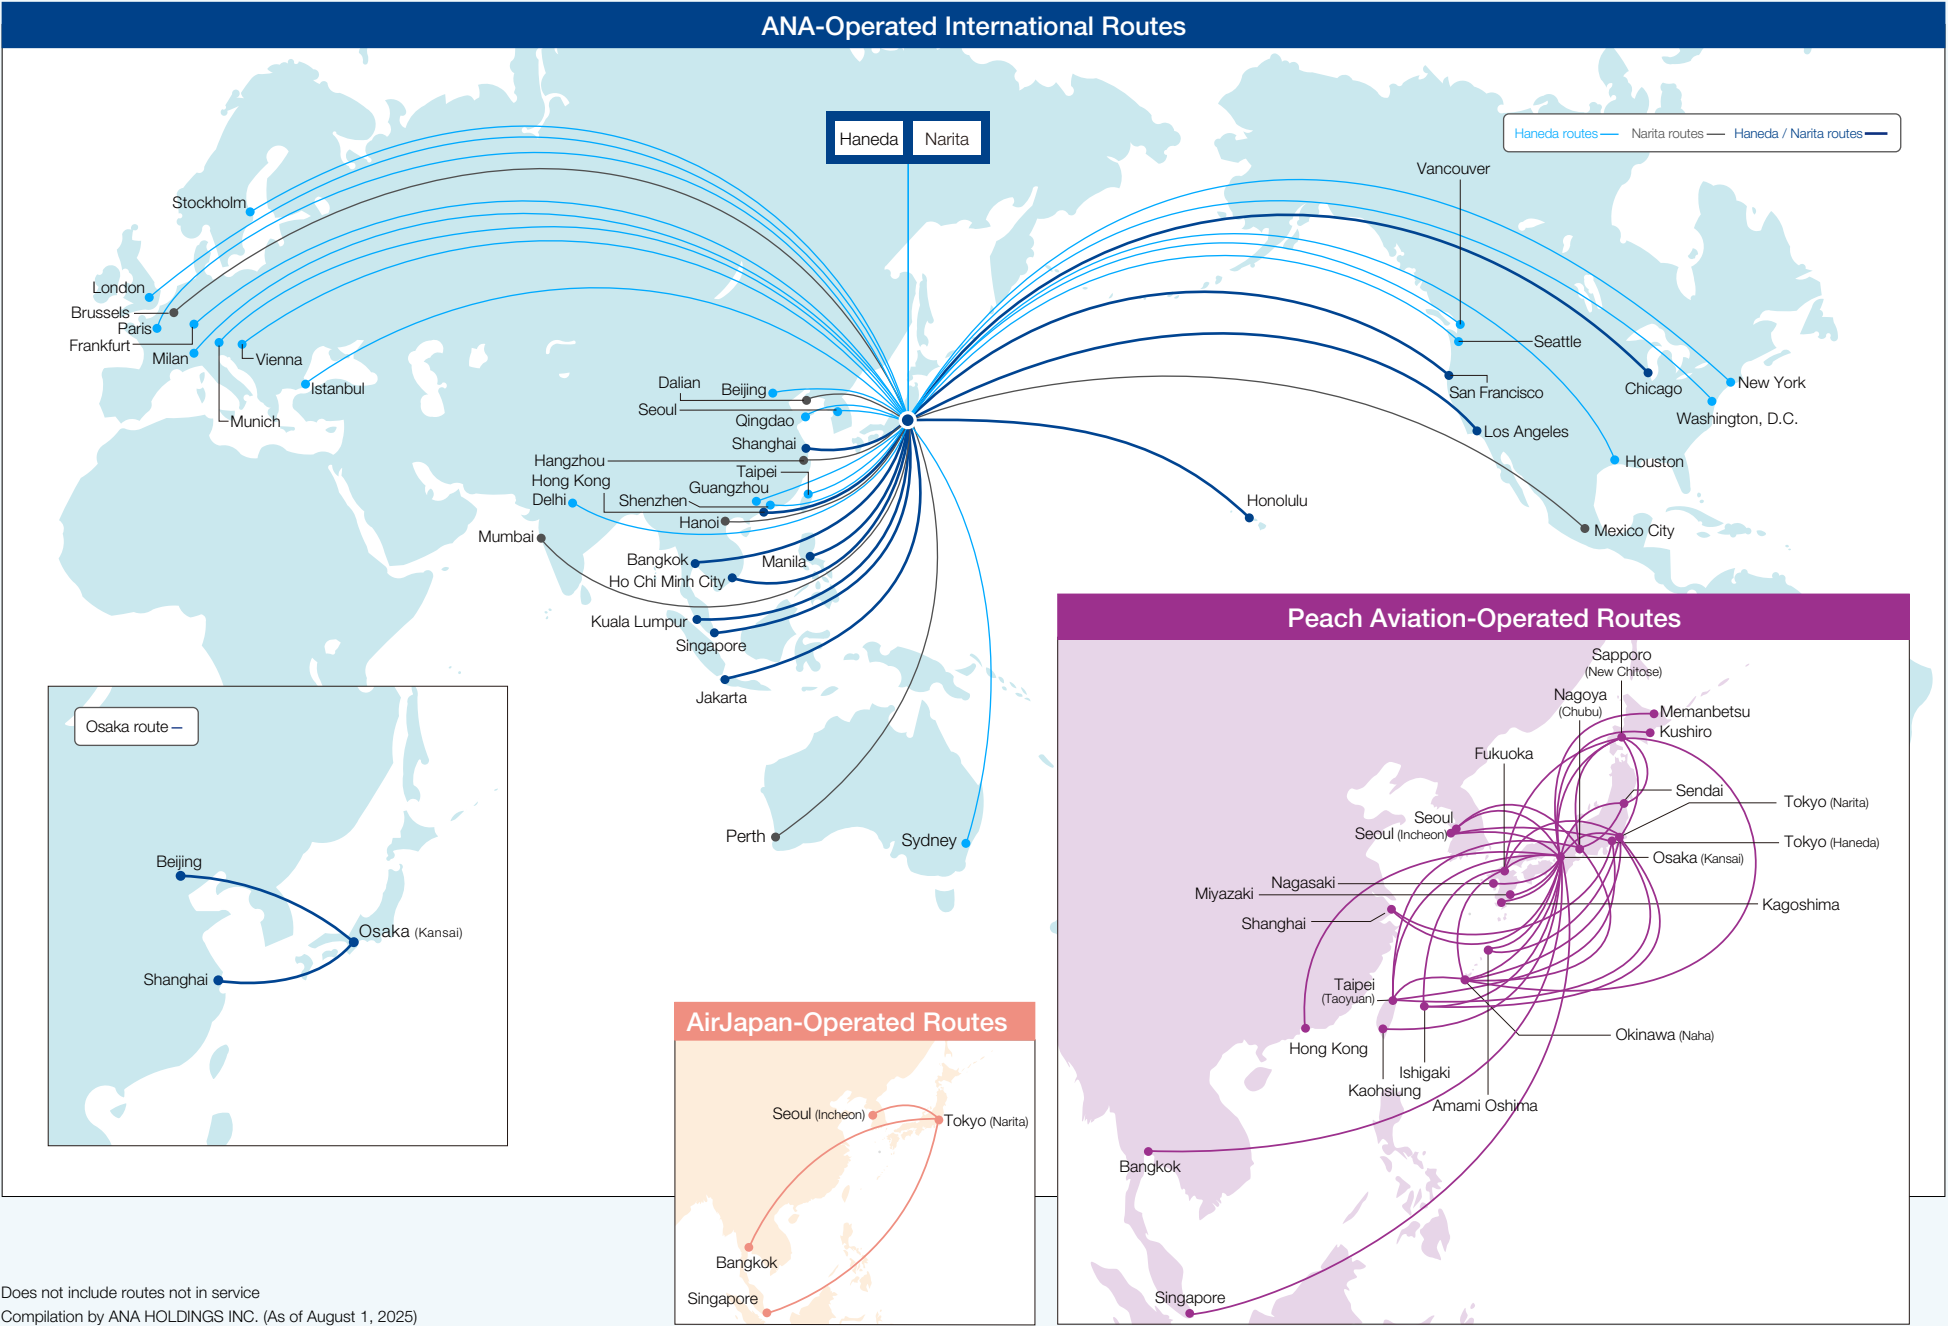 ANA-Operated International Routes
Haneda
Narita
Haneda routes
Narita routes
Haneda / Narita routes
Vancouver
Stockholm
London
Brussels
Paris
Frankfurt
Milan
Vienna
Istanbul
Munich
Dalian
Beijing
Seoul
Qingdao
Shanghai
Hangzhou
Taipei
Hong Kong
Guangzhou
Delhi
Shenzhen
Hanoi
Mumbai
Bangkok
Manila
Ho Chi Minh City
Kuala Lumpur
Singapore
Jakarta
Perth
Sydney
Seattle
San Francisco
Chicago
New York
Washington, D.C.
Los Angeles
Houston
Honolulu
Mexico City
Osaka route
Beijing
Osaka (Kansai)
Shanghai
AirJapan-Operated Routes
Seoul (Incheon)
Tokyo (Narita)
Bangkok
Singapore
Peach Aviation-Operated Routes
Sapporo
(New Chitose)
Nagoya
(Chubu)
Memanbetsu
Kushiro
Fukuoka
Sendai
Tokyo (Narita)
Seoul
Seoul (Incheon)
Tokyo (Haneda)
Osaka (Kansai)
Nagasaki
Miyazaki
Kagoshima
Shanghai
Taipei
(Taoyuan)
Okinawa (Naha)
Hong Kong
Ishigaki
Kaohsiung
Amami Oshima
Bangkok
Singapore
Does not include routes not in service
Compilation by ANA HOLDINGS INC. (As of August 1, 2025)